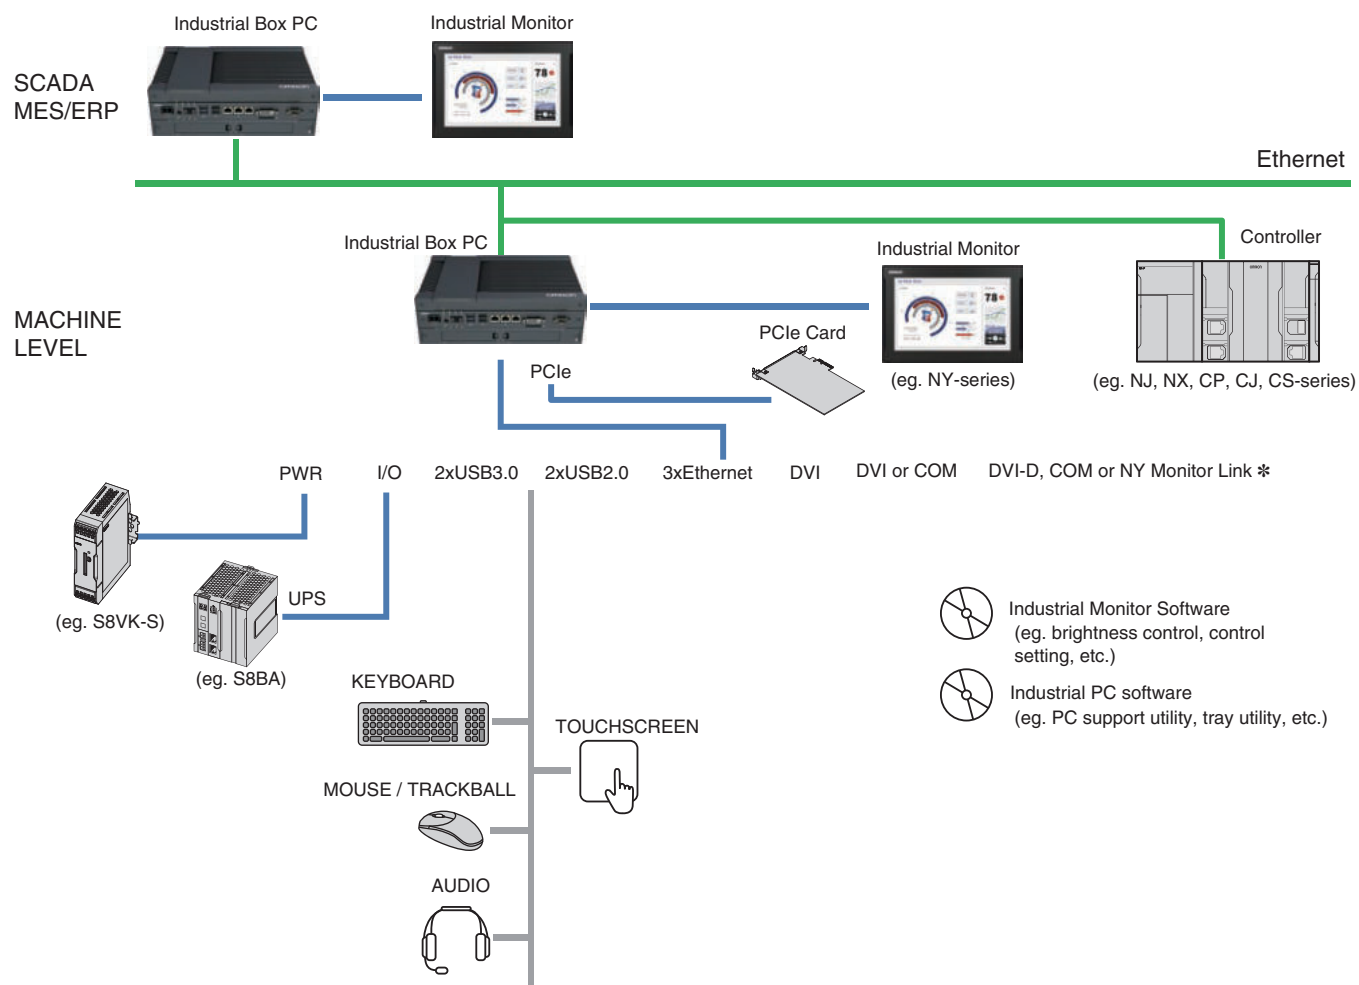 Industrial Box PC
Industrial Monitor
SCADA
MES/ERP
Ethernet
Industrial Box PC
Industrial Monitor
Controller
MACHINE
LEVEL
PCIe Card
PCIe
(eg. NY-series)
(eg. NJ, NX, CP, CJ, CS-series)
PWR
I/O
2xUSB3.0
2xUSB2.0
3xEthernet
DVI
DVI or COM
DVI-D, COM or NY Monitor Link ✻
UPS
(eg. S8VK-S)
(eg. S8BA)
Industrial Monitor Software
(eg. brightness control, control
setting, etc.)
Industrial PC software
(eg. PC support utility, tray utility, etc.)
KEYBOARD
TOUCHSCREEN
MOUSE / TRACKBALL
AUDIO
78
78